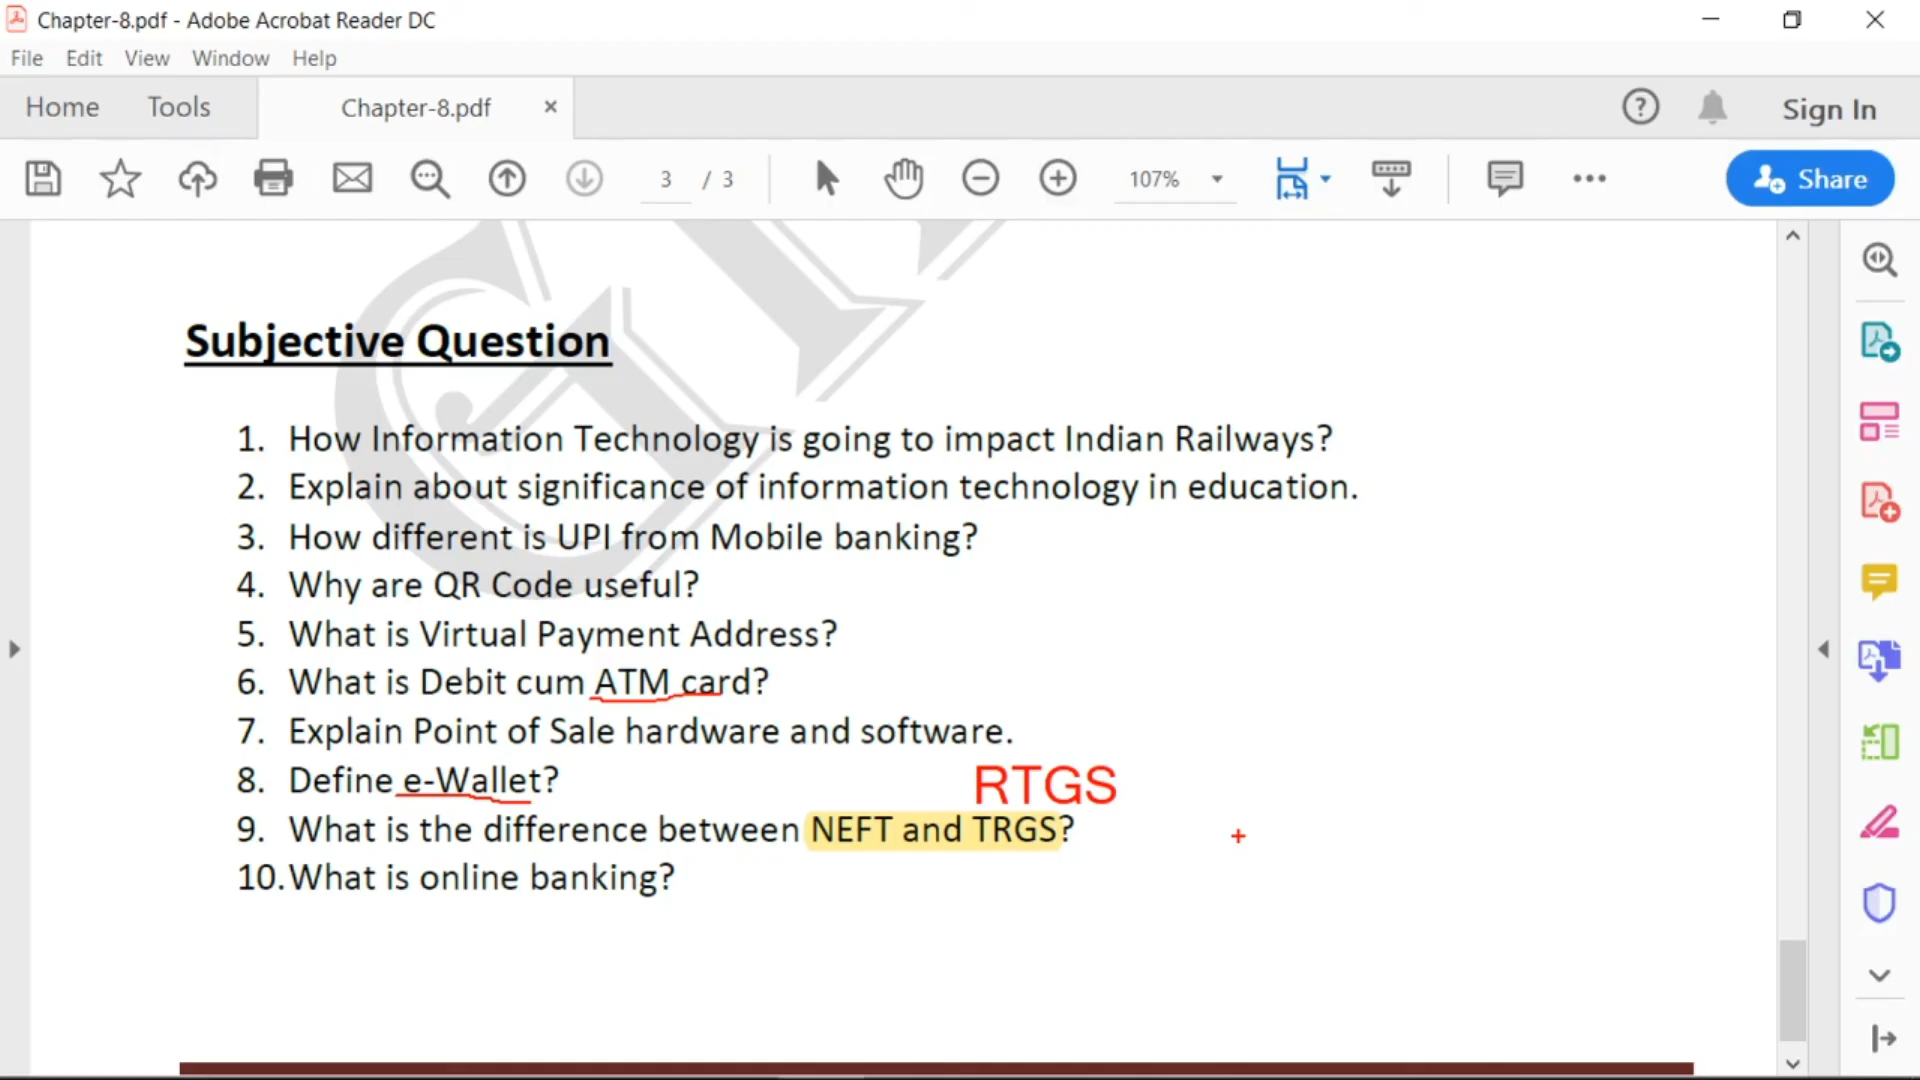 Chapter-8.pdf - Adobe Acrobat Reader DC
File Edit View Window Help
Home Tools Chapter-8.pdf × Sign In
3 / 3 107% Share
Subjective Question
1. How Information Technology is going to impact Indian Railways?
2. Explain about significance of information technology in education.
3. How different is UPI from Mobile banking?
4. Why are QR Code useful?
5. What is Virtual Payment Address?
6. What is Debit cum ATM card?
7. Explain Point of Sale hardware and software.
8. Define e-Wallet?
RTGS
9. What is the difference between NEFT and TRGS?
10. What is online banking?